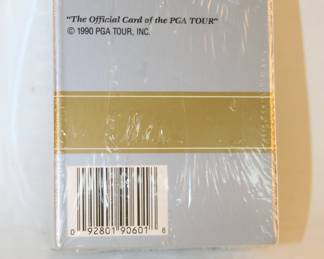 "The Official Card of the PGA TOUR"
© 1990 PGA TOUR, INC.
0 92801 90601 8